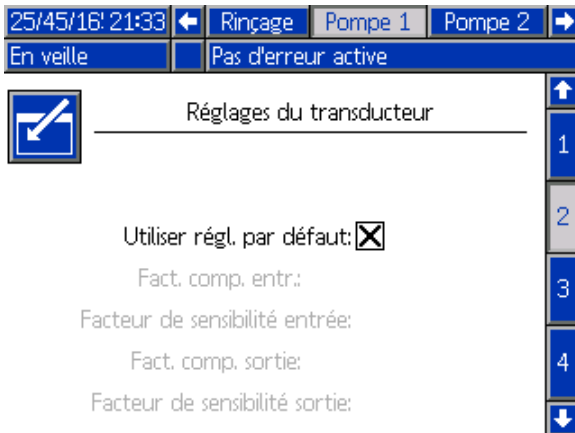 25/45/16' 21:33 Rinçage Pompe 1 Pompe 2
En veille Pas d'erreur active
Réglages du transducteur
1
2
Utiliser régl. par défaut:
Fact. comp. entr.:
3
Facteur de sensibilité entrée:
Fact. comp. sortie:
4
Facteur de sensibilité sortie: